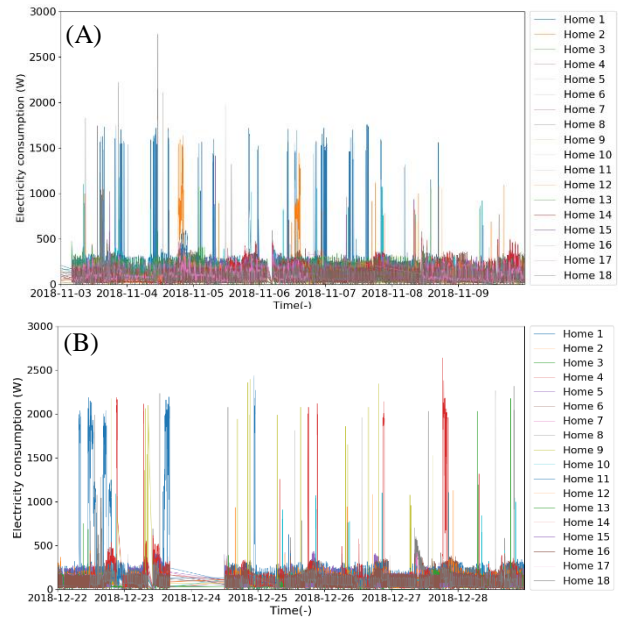 (A)
3000
2500
2000
1500
1000
500
0
Electricity consumption (W)
2018-11-03 2018-11-04 2018-11-05 2018-11-06 2018-11-07 2018-11-08 2018-11-09
Time(-)
Home 1
Home 2
Home 3
Home 4
Home 5
Home 6
Home 7
Home 8
Home 9
Home 10
Home 11
Home 12
Home 13
Home 14
Home 15
Home 16
Home 17
Home 18
(B)
3000
2500
2000
1500
1000
500
0
Electricity consumption (W)
2018-12-22 2018-12-23 2018-12-24 2018-12-25 2018-12-26 2018-12-27 2018-12-28
Time(-)
Home 1
Home 2
Home 3
Home 4
Home 5
Home 6
Home 7
Home 8
Home 9
Home 10
Home 11
Home 12
Home 13
Home 14
Home 15
Home 16
Home 17
Home 18